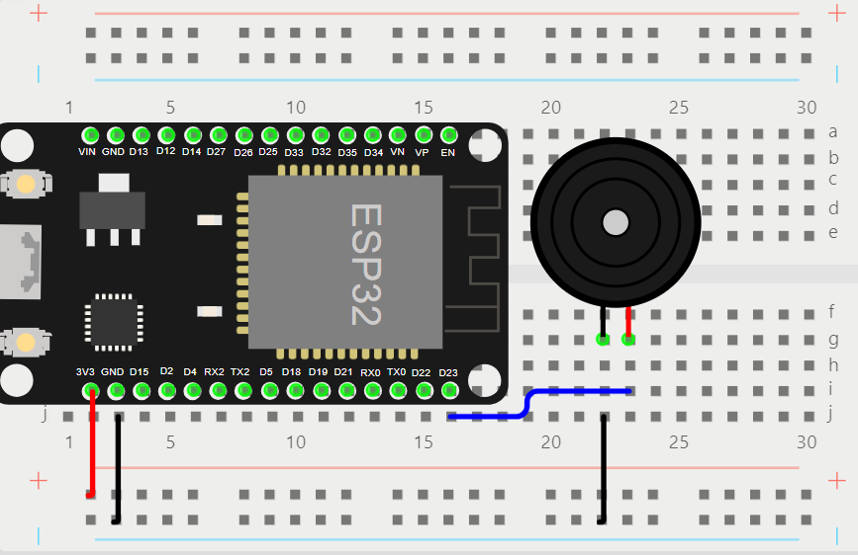 + +
1 5 10 15 20 25 30
a
VIN GND D13 D12 D14 D27 D26 D25 D33 D32 D35 D34 VN VP EN
b
c
d
e
ESP32
f
g
h
3V3 GND D15 D2 D4 RX2 TX2 D5 D18 D19 D21 RX0 TX0 D22 D23
i
j j
1 5 10 15 20 25 30
+ +